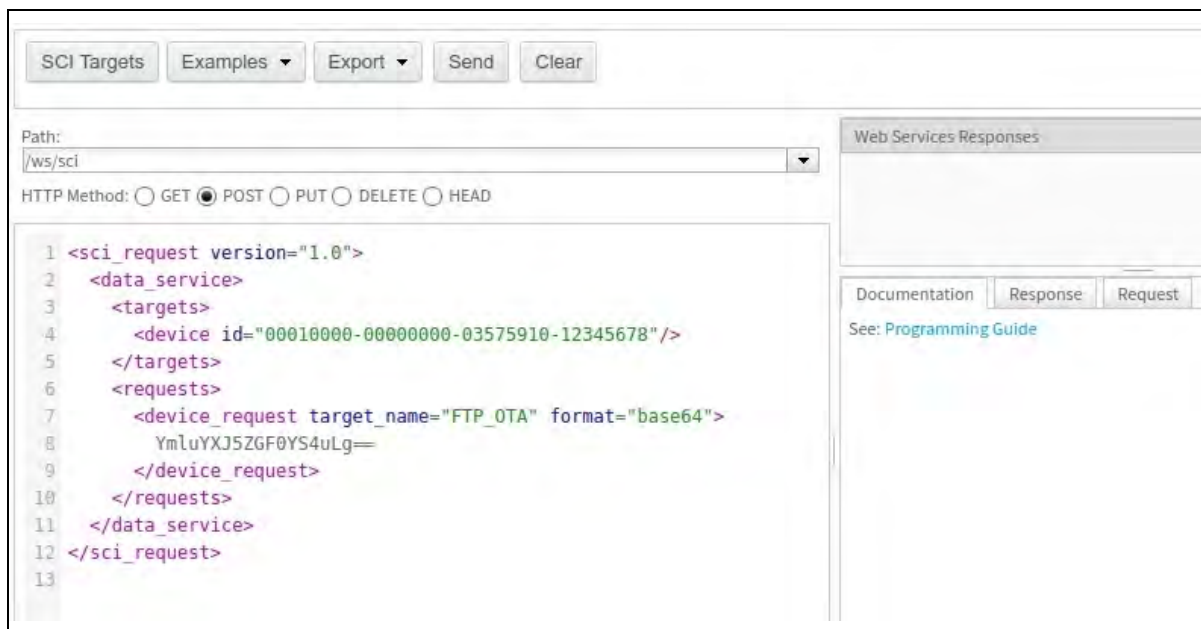 SCI Targets Examples Export Send Clear
Path:
/ws/sci
HTTP Method: GET POST PUT DELETE HEAD
1 <sci_request version="1.0">
2 <data_service>
3 <targets>
4 <device id="00010000-00000000-03575910-12345678"/>
5 </targets>
6 <requests>
7 <device_request target_name="FTP_OTA" format="base64">
8 YmluYXJ5ZGF0YS4uLg==
9 </device_request>
10 </requests>
11 </data_service>
12 </sci_request>
13
Web Services Responses
Documentation Response Request
See: Programming Guide